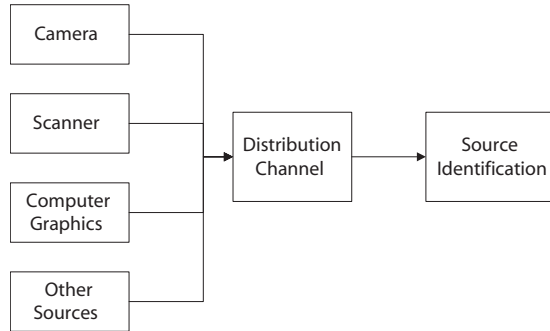 Camera
Scanner
Computer
Graphics
Other
Sources
Distribution
Channel
Source
Identification